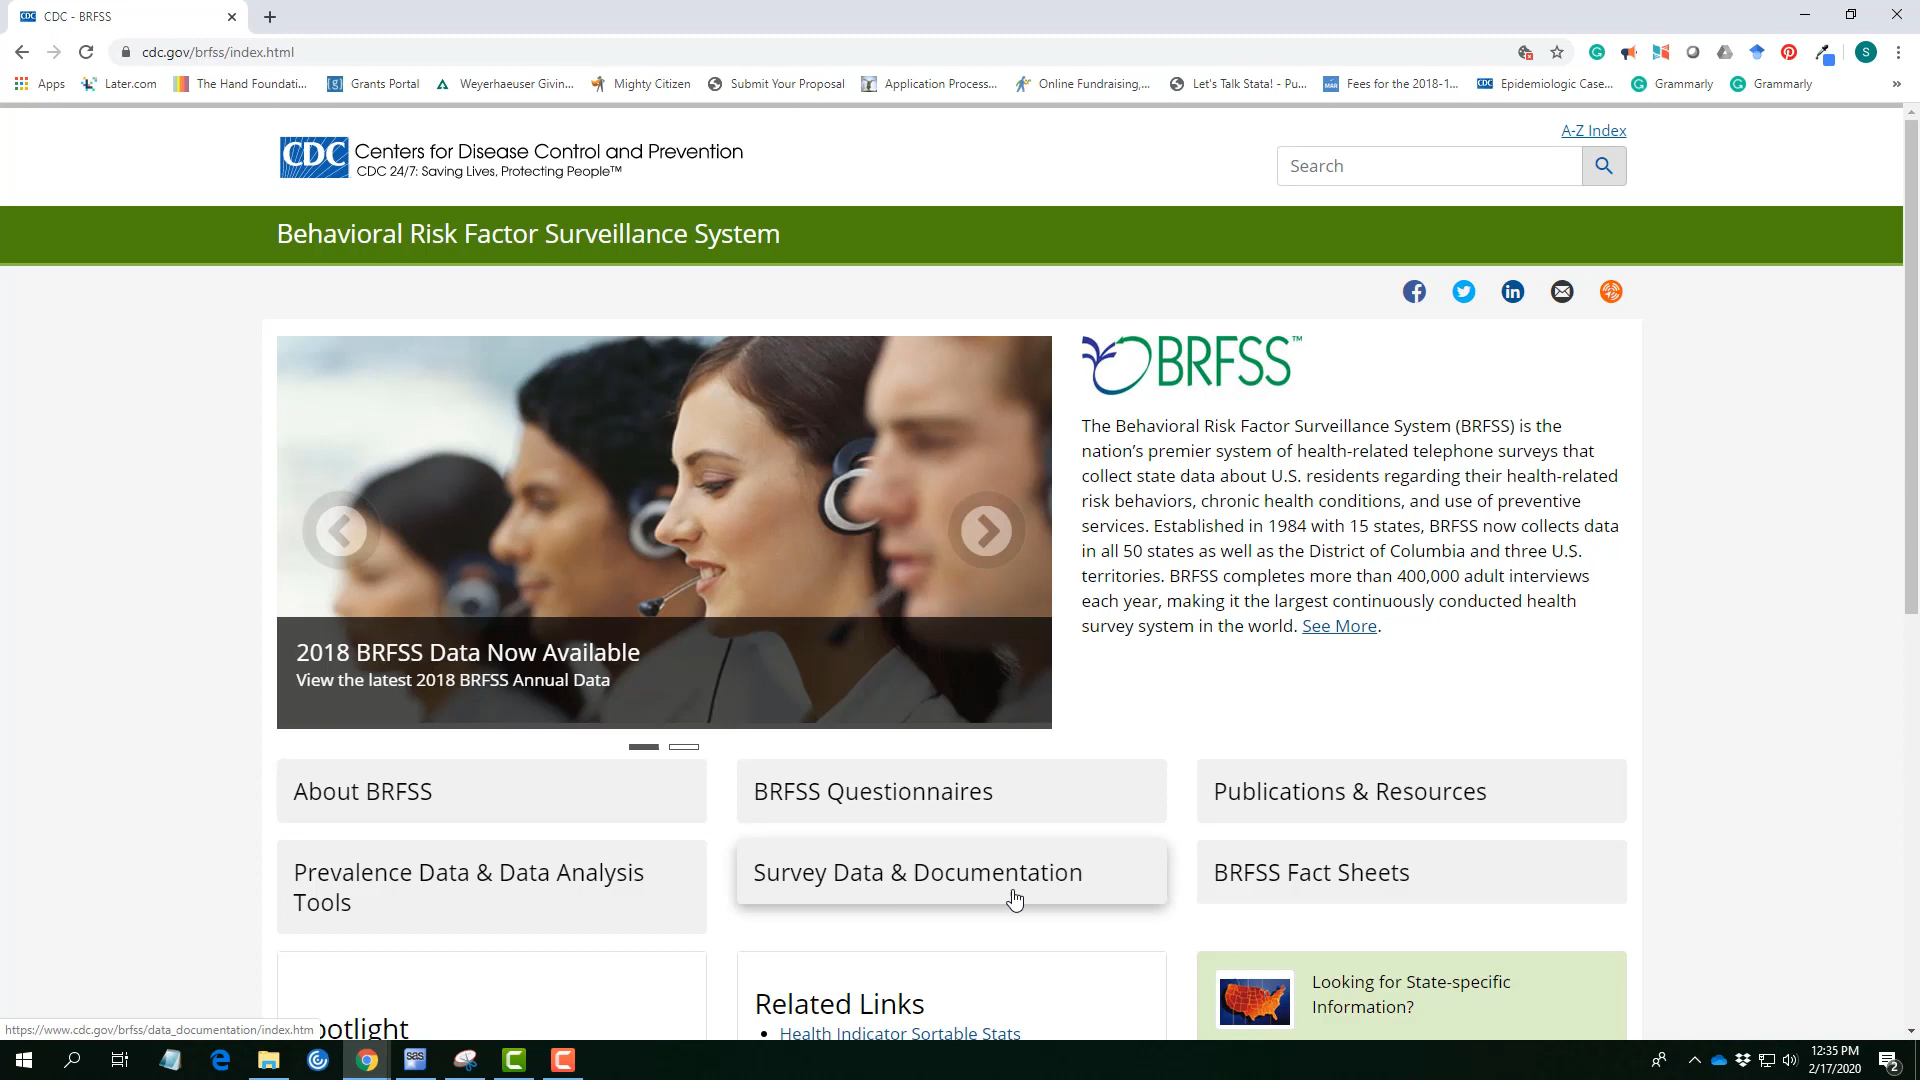 CDC - BRFSS
cdc.gov/brfss/index.html
S
Apps
Later.com
The Hand Foundati...
Grants Portal
Weyerhaeuser Givin...
Mighty Citizen
Submit Your Proposal
Application Process...
Online Fundraising,...
Let's Talk Stata! - Pu...
Fees for the 2018-1...
Epidemiologic Case...
Grammarly
Grammarly
»
A-Z Index
CDC
Centers for Disease Control and Prevention
CDC 24/7: Saving Lives, Protecting People™
Search
Behavioral Risk Factor Surveillance System
BRFSS™
The Behavioral Risk Factor Surveillance System (BRFSS) is the
nation’s premier system of health-related telephone surveys that
collect state data about U.S. residents regarding their health-related
risk behaviors, chronic health conditions, and use of preventive
services. Established in 1984 with 15 states, BRFSS now collects data
in all 50 states as well as the District of Columbia and three U.S.
territories. BRFSS completes more than 400,000 adult interviews
each year, making it the largest continuously conducted health
survey system in the world. See More.
2018 BRFSS Data Now Available
View the latest 2018 BRFSS Annual Data
About BRFSS
BRFSS Questionnaires
Publications & Resources
Prevalence Data & Data Analysis
Tools
Survey Data & Documentation
BRFSS Fact Sheets
potlight
Related Links
Health Indicator Sortable Stats
Looking for State-specific
Information?
https://www.cdc.gov/brfss/data_documentation/index.htm
sas
12:35 PM
2/17/2020
2